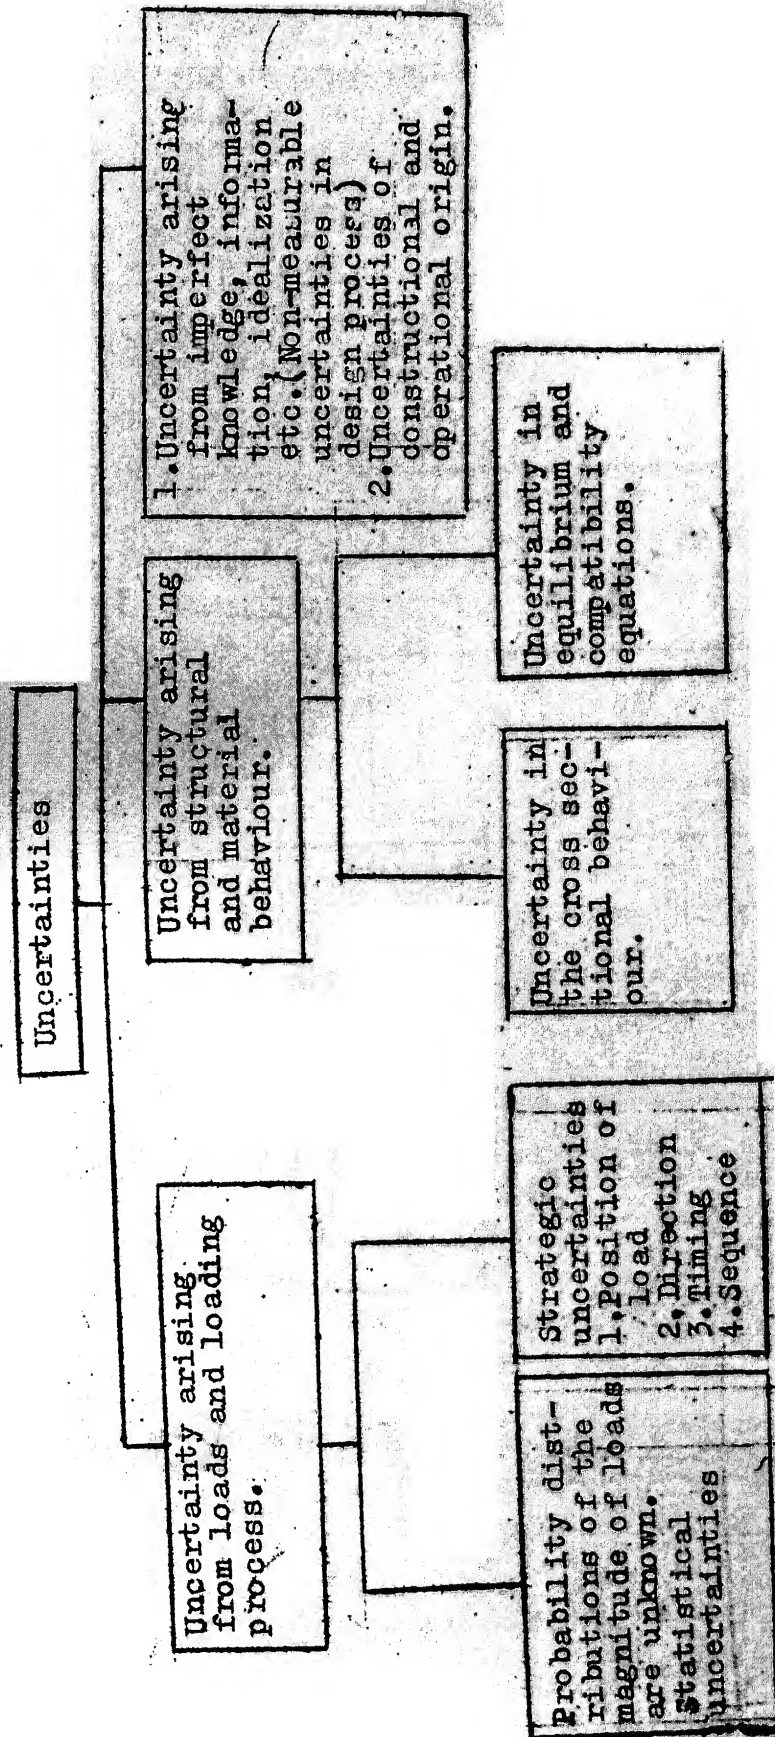 Uncertainties
Uncertainty arising
from loads and loading
process.
Uncertainty arising
from structural
and material
behaviour.
1.Uncertainty arising
from imperfect
knowledge, informa-
tion, idealization
etc.(Non-measurable
uncertainties in
design process)
2.Uncertainties of
constructional and
operational origin.
Probability dist-
ributions of the
magnitude of loads
are unknown.
Statistical
uncertainties
Strategic
uncertainties
1.Position of
load
2.Direction
3.Timing
4.Sequence
Uncertainty in
the cross sec-
tional behavi-
our.
Uncertainty in
equilibrium and
compatibility
equations.